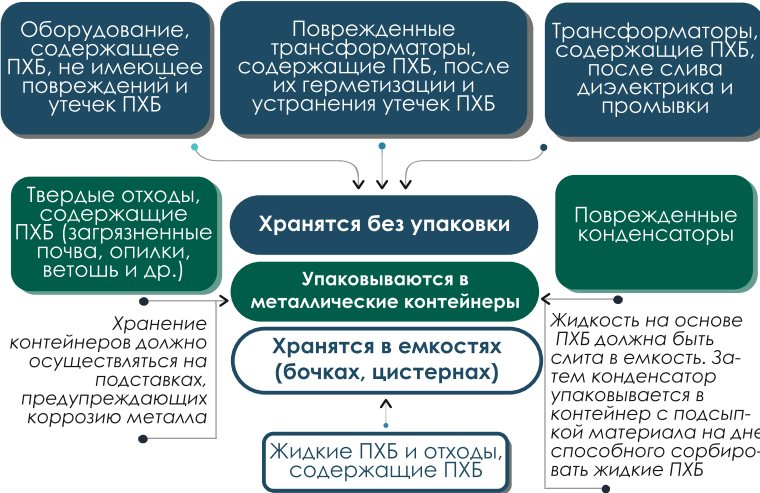 Оборудование,
содержащее
ПХБ, не имеющее
повреждений и
утечек ПХБ
Поврежденные
трансформаторы,
содержащие ПХБ, после
их герметизации и
устранения утечек ПХБ
Трансформаторы,
содержащие ПХБ,
после слива
диэлектрика и
промывки
Твердые отходы,
содержащие
ПХБ (загрязненные
почва, опилки,
ветошь и др.)
Хранятся без упаковки
Поврежденные
конденсаторы
Упаковываются в
металлические контейнеры
Хранятся в емкостях
(бочках, цистернах)
Хранение
контейнеров должно
осуществляться на
подставках,
предупреждающих
коррозию металла
Жидкость на основе
ПХБ должна быть
слита в емкость. За-
тем конденсатор
упаковывается в
контейнер с подсып-
кой материала на дне
способного сорбиро-
вать жидкие ПХБ
Жидкие ПХБ и отходы,
содержащие ПХБ